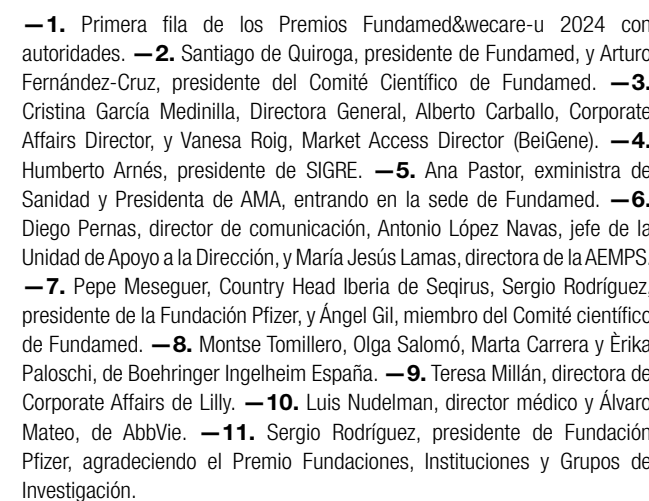 —1. Primera fila de los Premios Fundamed&wecare-u 2024 con
autoridades. —2. Santiago de Quiroga, presidente de Fundamed, y Arturo
Fernández-Cruz, presidente del Comité Científico de Fundamed. —3.
Cristina García Medinilla, Directora General, Alberto Carballo, Corporate
Affairs Director, y Vanesa Roig, Market Access Director (BeiGene). —4.
Humberto Arnés, presidente de SIGRE. —5. Ana Pastor, exministra de
Sanidad y Presidenta de AMA, entrando en la sede de Fundamed. —6.
Diego Pernas, director de comunicación, Antonio López Navas, jefe de la
Unidad de Apoyo a la Dirección, y María Jesús Lamas, directora de la AEMPS.
—7. Pepe Meseguer, Country Head Iberia de Seqirus, Sergio Rodríguez,
presidente de la Fundación Pfizer, y Ángel Gil, miembro del Comité científico
de Fundamed. —8. Montse Tomillero, Olga Salomó, Marta Carrera y Èrika
Paloschi, de Boehringer Ingelheim España. —9. Teresa Millán, directora de
Corporate Affairs de Lilly. —10. Luis Nudelman, director médico y Álvaro
Mateo, de AbbVie. —11. Sergio Rodríguez, presidente de Fundación
Pfizer, agradeciendo el Premio Fundaciones, Instituciones y Grupos de
Investigación.